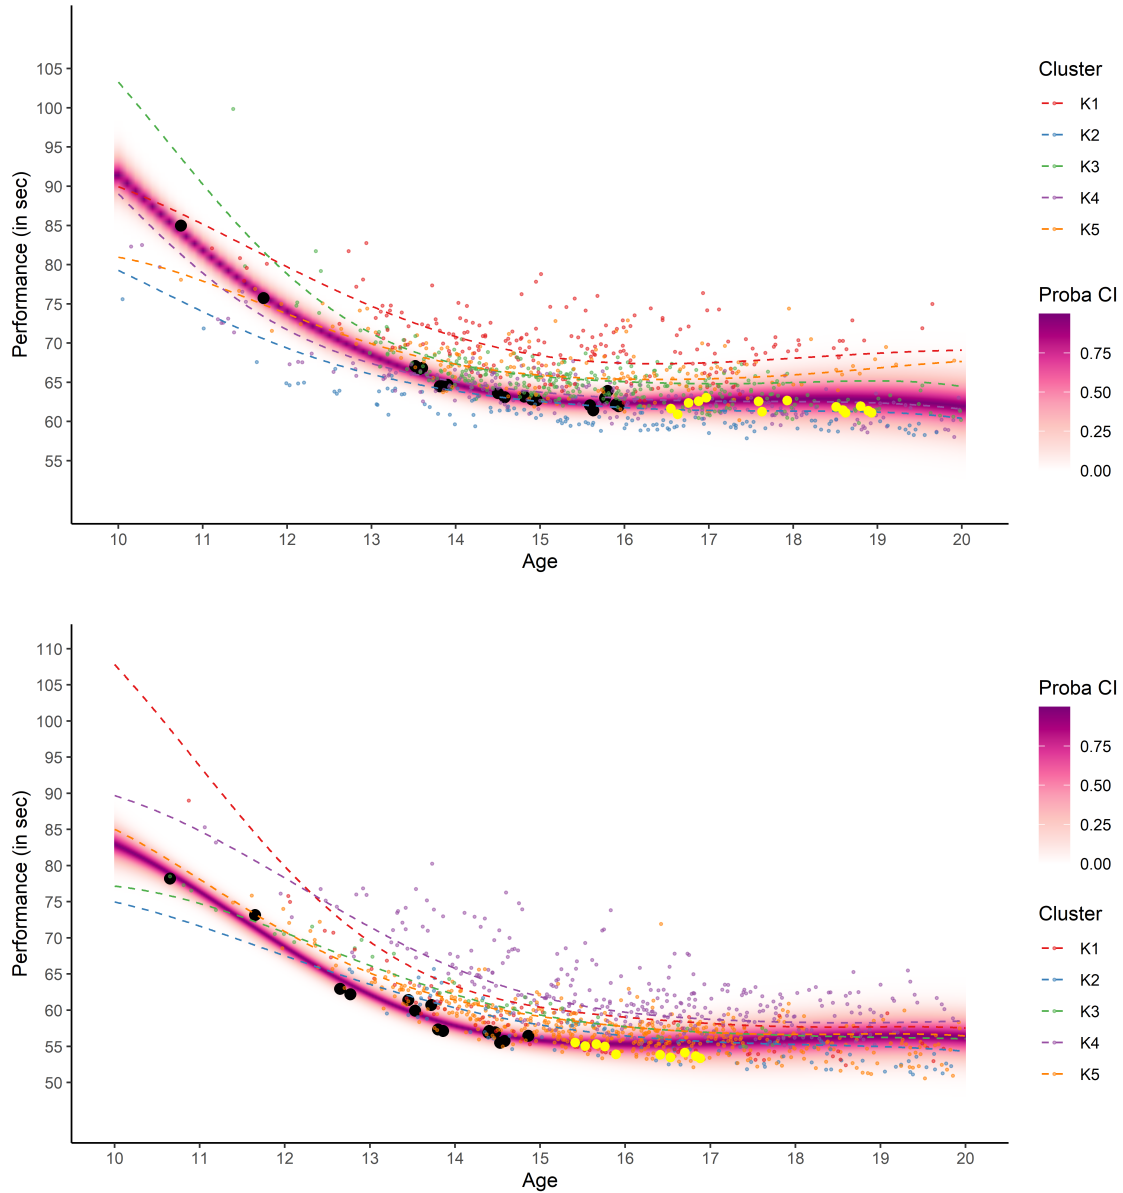 Performance (in sec)
105
100
95
90
85
80
75
70
65
60
55
10 11 12 13 14 15 16 17 18 19 20
Age
Cluster
K1
K2
K3
K4
K5
Proba CI
0.75
0.50
0.25
0.00
Performance (in sec)
110
105
100
95
90
85
80
75
70
65
60
55
50
10 11 12 13 14 15 16 17 18 19 20
Age
Proba CI
0.75
0.50
0.25
0.00
Cluster
K1
K2
K3
K4
K5